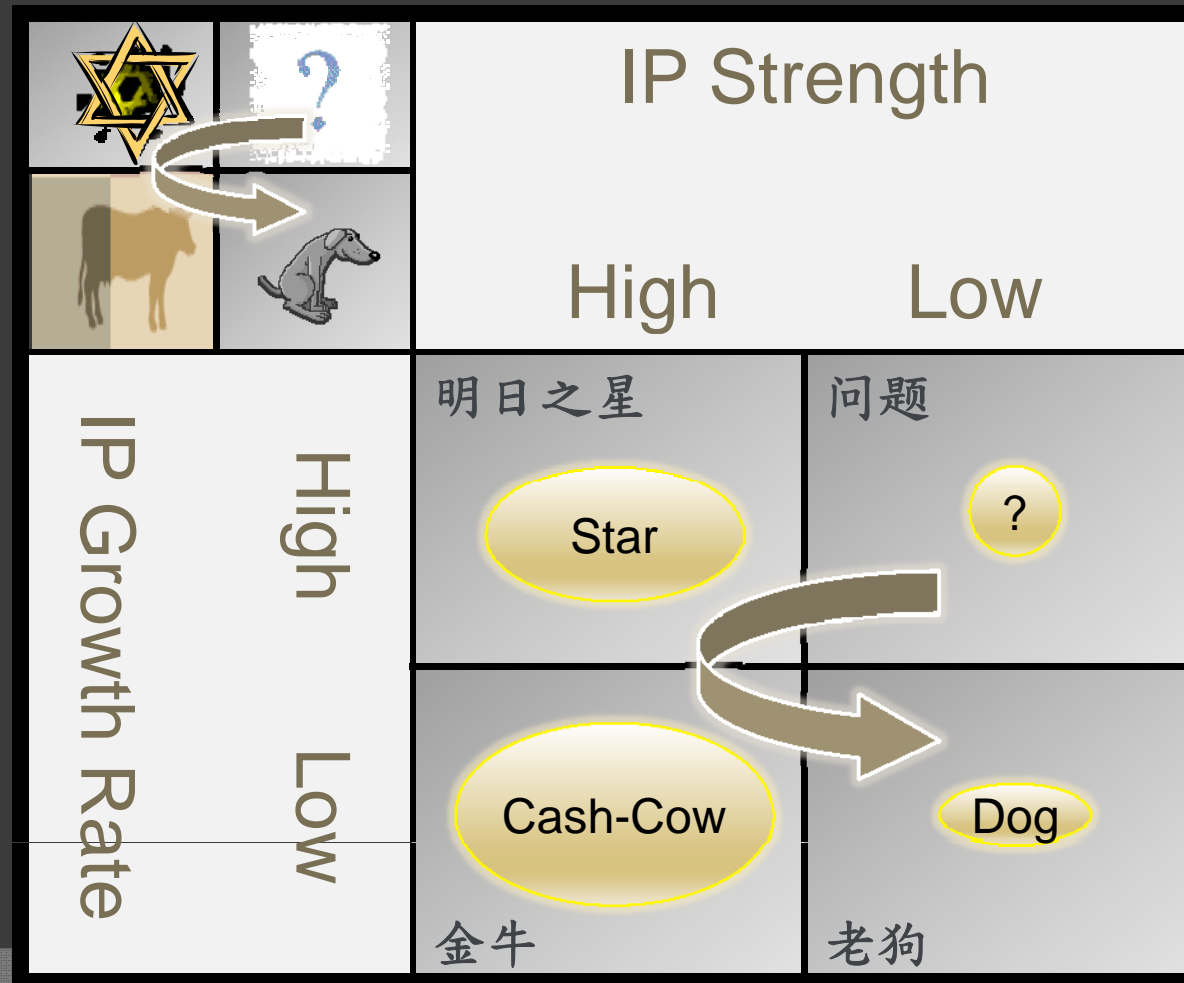 ?
IP Strength
High Low
IP Growth Rate
High
Low
明日之星
问题
Star
?
Cash-Cow
Dog
金牛
老狗